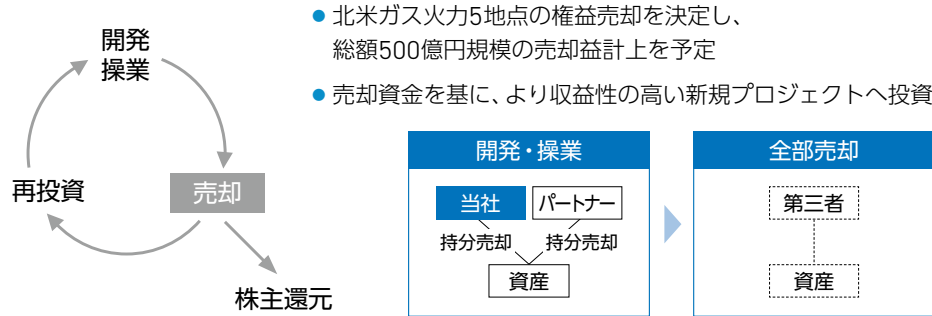 開発
操業
再投資
売却
株主還元
● 北米ガス火力5地点の権益売却を決定し、
総額500億円規模の売却益計上を予定
● 売却資金を基に、より収益性の高い新規プロジェクトへ投資
開発・操業
当社
パートナー
持分売却
持分売却
資産
全部売却
第三者
資産